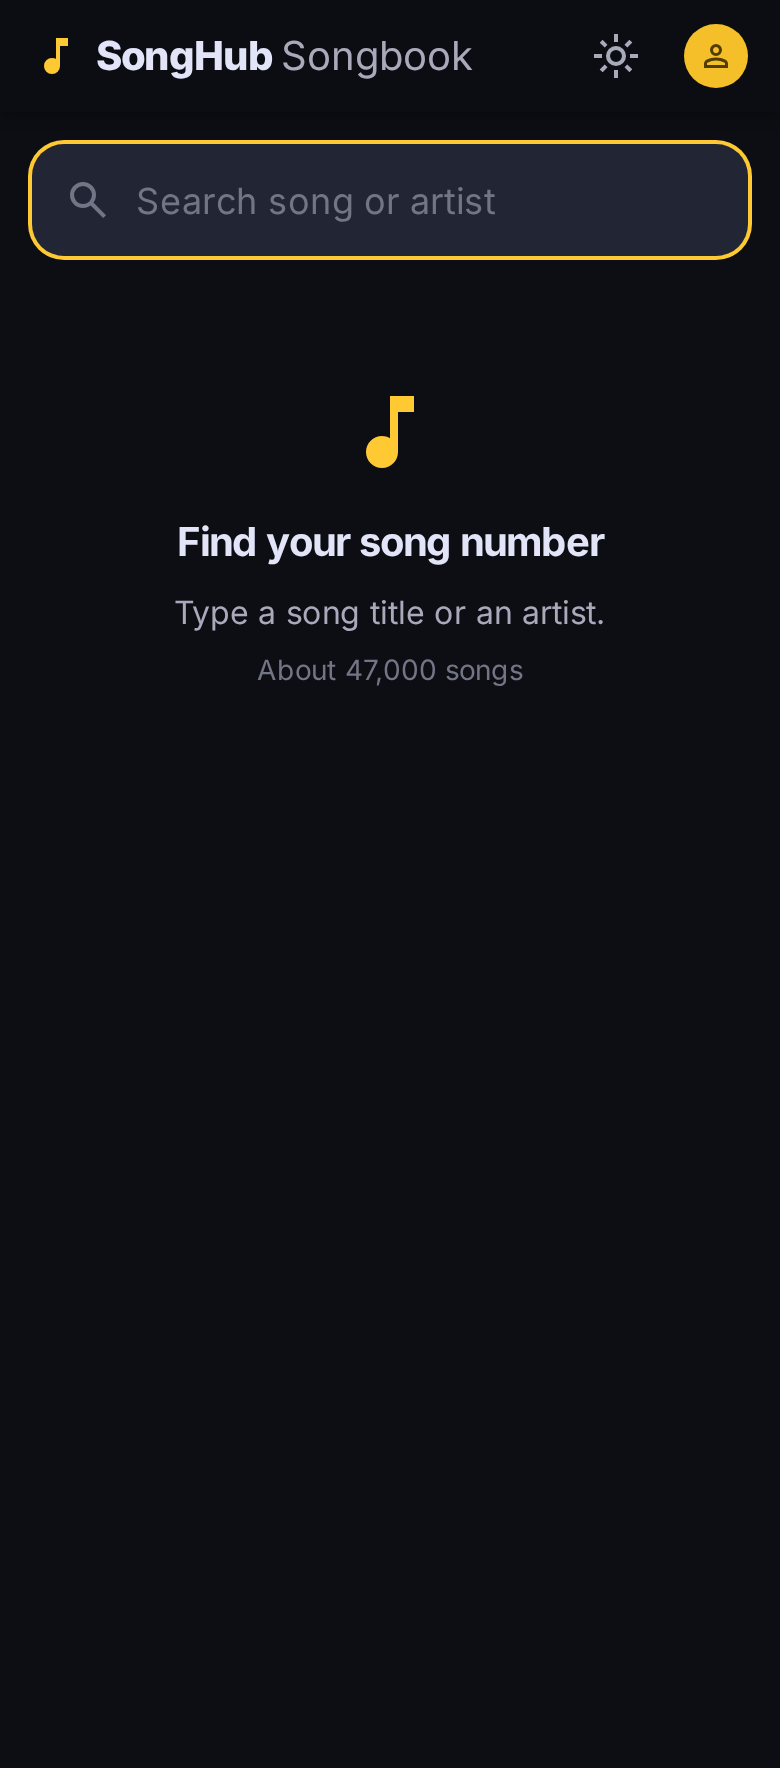 SongHub Songbook
Search song or artist
Find your song number
Type a song title or an artist.
About 47,000 songs